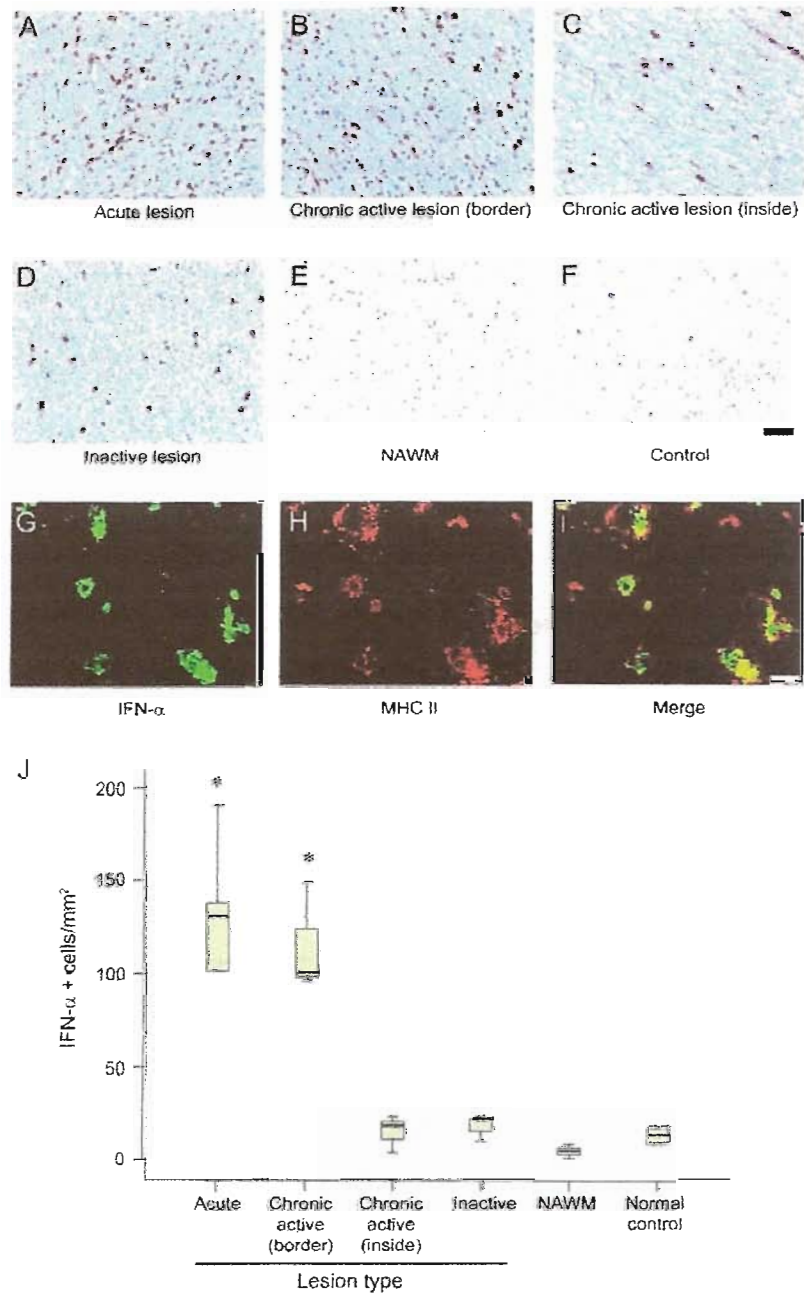 A
B
C
Acute lesion
Chronic active lesion (border)
Chronic active lesion (inside)
D
E
F
Inactive lesion
NAWM
Control
G
H
I
IFN-α
MHC II
Merge
J
200
150
100
50
0
IFN-α + cells/mm²
*
*
Acute
Chronic active (border)
Chronic active (inside)
Inactive
NAWM
Normal control
Lesion type